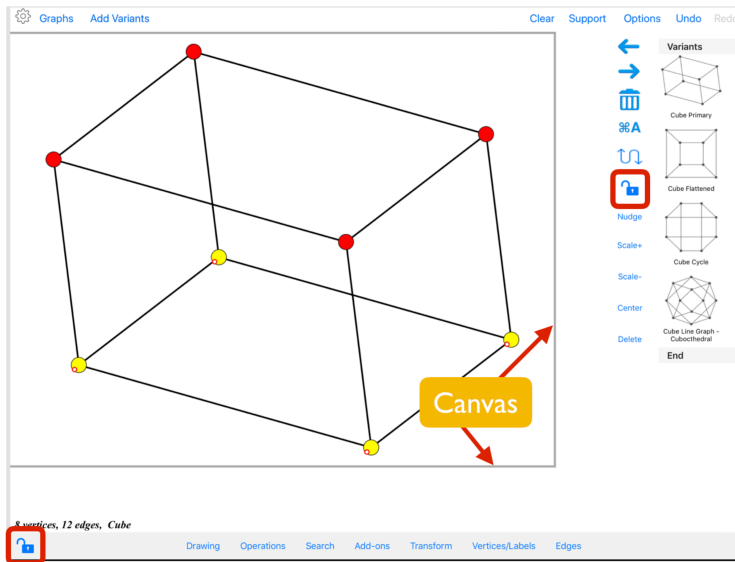 Graphs Add Variants Clear Support Options Undo Redo
Variants
⌘A
Cube Primary
Cube Flattened
Nudge
Scale+
Cube Cycle
Scale-
Center
Cube Line Graph -
Cubocthedral
Delete
End
Canvas
8 vertices, 12 edges, Cube
Drawing Operations Search Add-ons Transform Vertices/Labels Edges